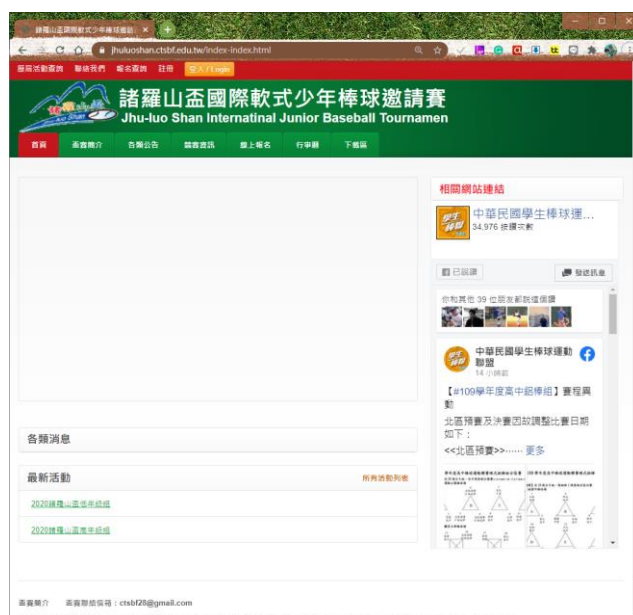 諸羅山盃國際軟式少年棒球邀請
jhuluoshan.ctsbf.edu.tw/index-index.html
歷屆活動查詢 聯絡我們 報名查詢 註冊 登入 / Login
諸羅山盃國際軟式少年棒球邀請賽
Jhu-luo Shan Internatinal Junior Baseball Tournamen
首頁 盃賽簡介 各類公告 競賽資訊 線上報名 行事曆 下載區
相關網站連結
中華民國學生棒球運...
34,976 按讚次數
已說讚 發送訊息
你和其他 39 位朋友都說這個讚
中華民國學生棒球運動
聯盟
14 小時前
【#109學年度高中鋁棒組】賽程異
動
北區預賽及決賽因故調整比賽日期
如下：
<<北區預賽>>...... 更多
各類消息
最新活動 所有活動列表
2020諸羅山盃低年級組
2020諸羅山盃高年級組
盃賽簡介 盃賽聯絡信箱：ctsbf28@gmail.com